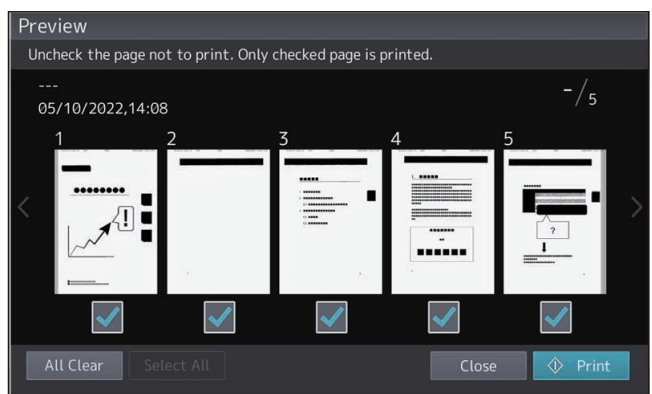 Preview
Uncheck the page not to print. Only checked page is printed.
---
-/5
05/10/2022,14:08
1 2 3 4 5
!
?
All Clear Select All Close Print